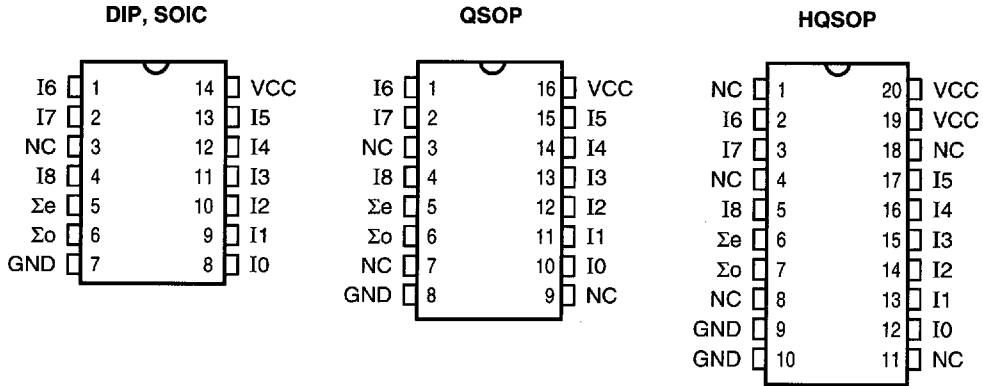 DIP, SOIC
I6 1 14 VCC
I7 2 13 I5
NC 3 12 I4
I8 4 11 I3
Σe 5 10 I2
Σo 6 9 I1
GND 7 8 I0
QSOP
I6 1 16 VCC
I7 2 15 I5
NC 3 14 I4
I8 4 13 I3
Σe 5 12 I2
Σo 6 11 I1
NC 7 10 I0
GND 8 9 NC
HQSOP
NC 1 20 VCC
I6 2 19 VCC
I7 3 18 NC
NC 4 17 I5
I8 5 16 I4
Σe 6 15 I3
Σo 7 14 I2
NC 8 13 I1
GND 9 12 I0
GND 10 11 NC